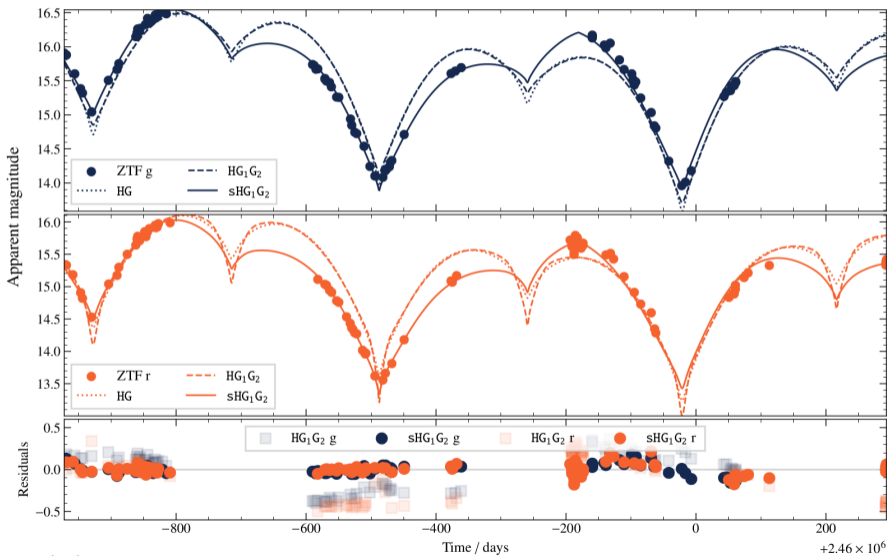 16.5
16.0
15.5
15.0
14.5
14.0
ZTF g
HG
HG₁G₂
sHG₁G₂
Apparent magnitude
16.0
15.5
15.0
14.5
14.0
13.5
ZTF r
HG
HG₁G₂
sHG₁G₂
0.5
0.0
−0.5
Residuals
HG₁G₂ g
sHG₁G₂ g
HG₁G₂ r
sHG₁G₂ r
−800
−600
−400
−200
0
200
Time / days
+2.46 × 10⁶